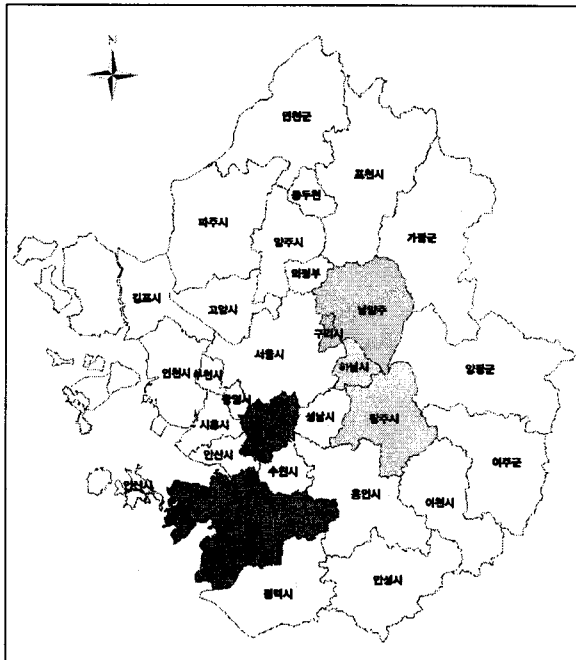 N
연천군
포천시
동두천
파주시
양주시
가평군
의정부
김포시
고양시
남양주
구리시
서울시
하남시
인천시
부천시
양평군
광명시
성남시
광주시
시흥시
안산시
수원시
여주군
안산시
용인시
이천시
평택시
안성시